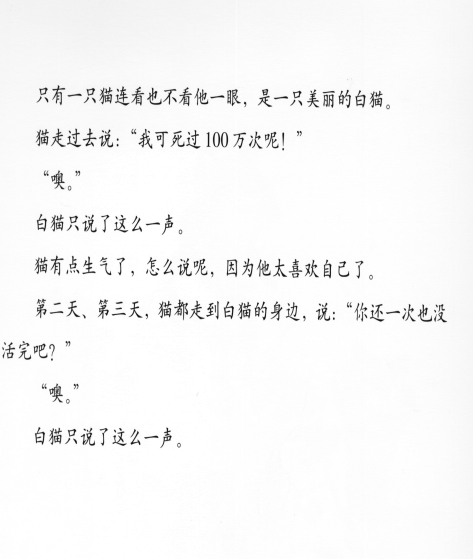 只有一只猫连看也不看他一眼，是一只美丽的白猫。
猫走过去说：“我可死过100万次呢！”
“噢。”
白猫只说了这么一声。
猫有点生气了，怎么说呢，因为他太喜欢自己了。
第二天、第三天，猫都走到白猫的身边，说：“你还一次也没
活完吧？”
“噢。”
白猫只说了这么一声。